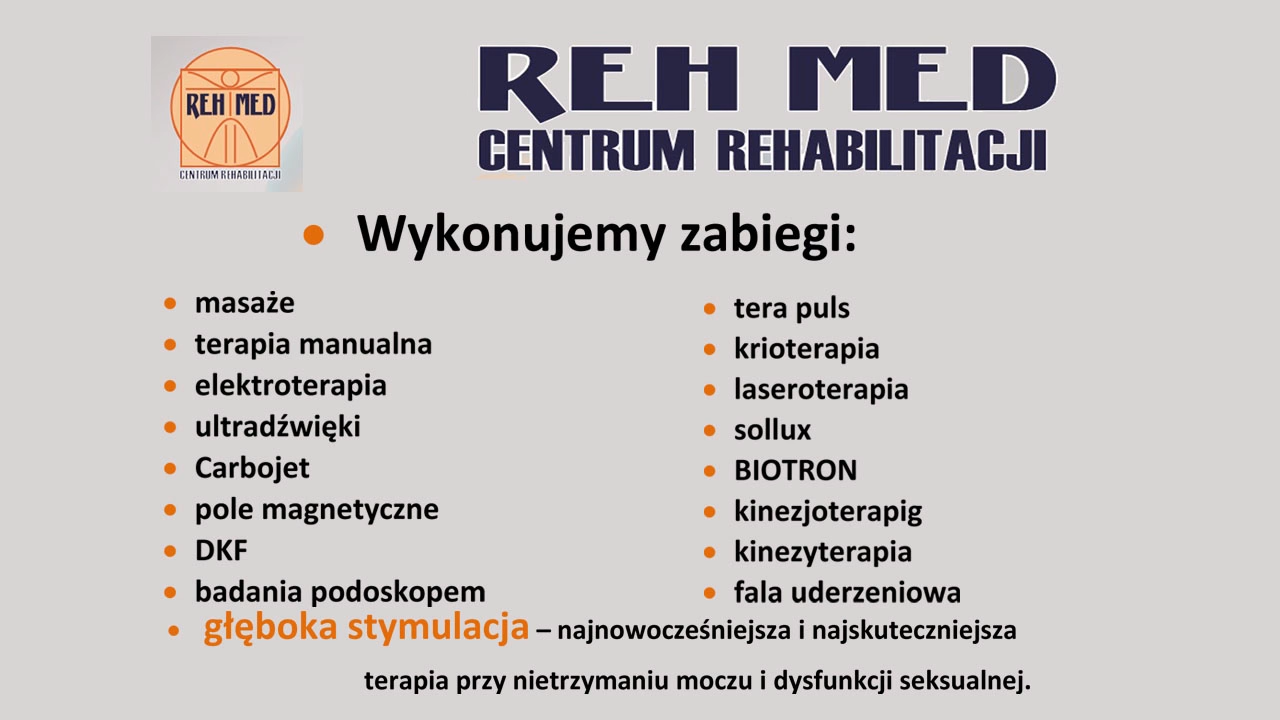 REH MED
CENTRUM REHABILITACJI
REH MED
CENTRUM REHABILITACJI
Wykonujemy zabiegi:
masaże
terapia manualna
elektroterapia
ultradźwięki
Carbojet
pole magnetyczne
DKF
badania podoskopem
tera puls
krioterapia
laseroterapia
sollux
BIOTRON
kinezjoterapig
kinezyterapia
fala uderzeniowa
głęboka stymulacja – najnowocześniejsza i najskuteczniejsza
terapia przy nietrzymaniu moczu i dysfunkcji seksualnej.